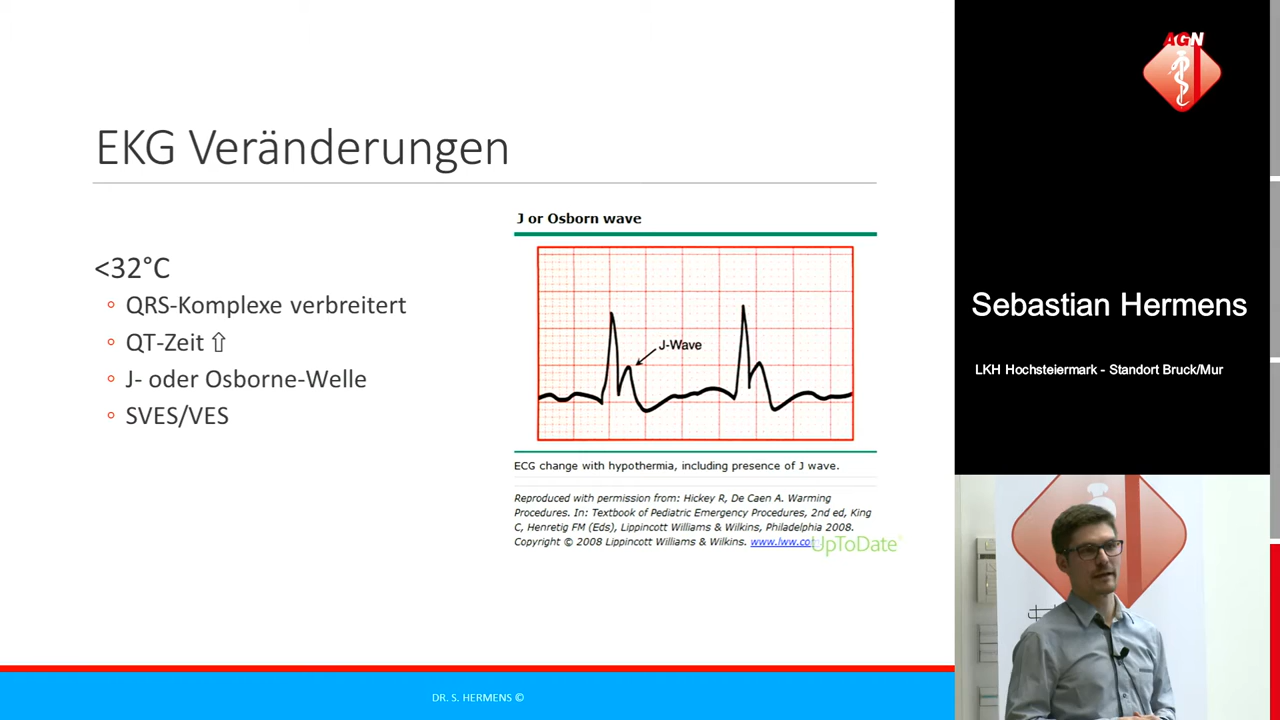 EKG Veränderungen
<32°C
◦ QRS-Komplexe verbreitert
◦ QT-Zeit ⇧
◦ J- oder Osborne-Welle
◦ SVES/VES
J or Osborn wave
J-Wave
ECG change with hypothermia, including presence of J wave.
Reproduced with permission from: Hickey R, De Caen A. Warming
Procedures. In: Textbook of Pediatric Emergency Procedures, 2nd ed, King
C, Henretig FM (Eds), Lippincott Williams & Wilkins, Philadelphia 2008.
Copyright © 2008 Lippincott Williams & Wilkins. www.lww.co
UpToDate
DR. S. HERMENS ©
AGN
Sebastian Hermens
LKH Hochsteiermark - Standort Bruck/Mur